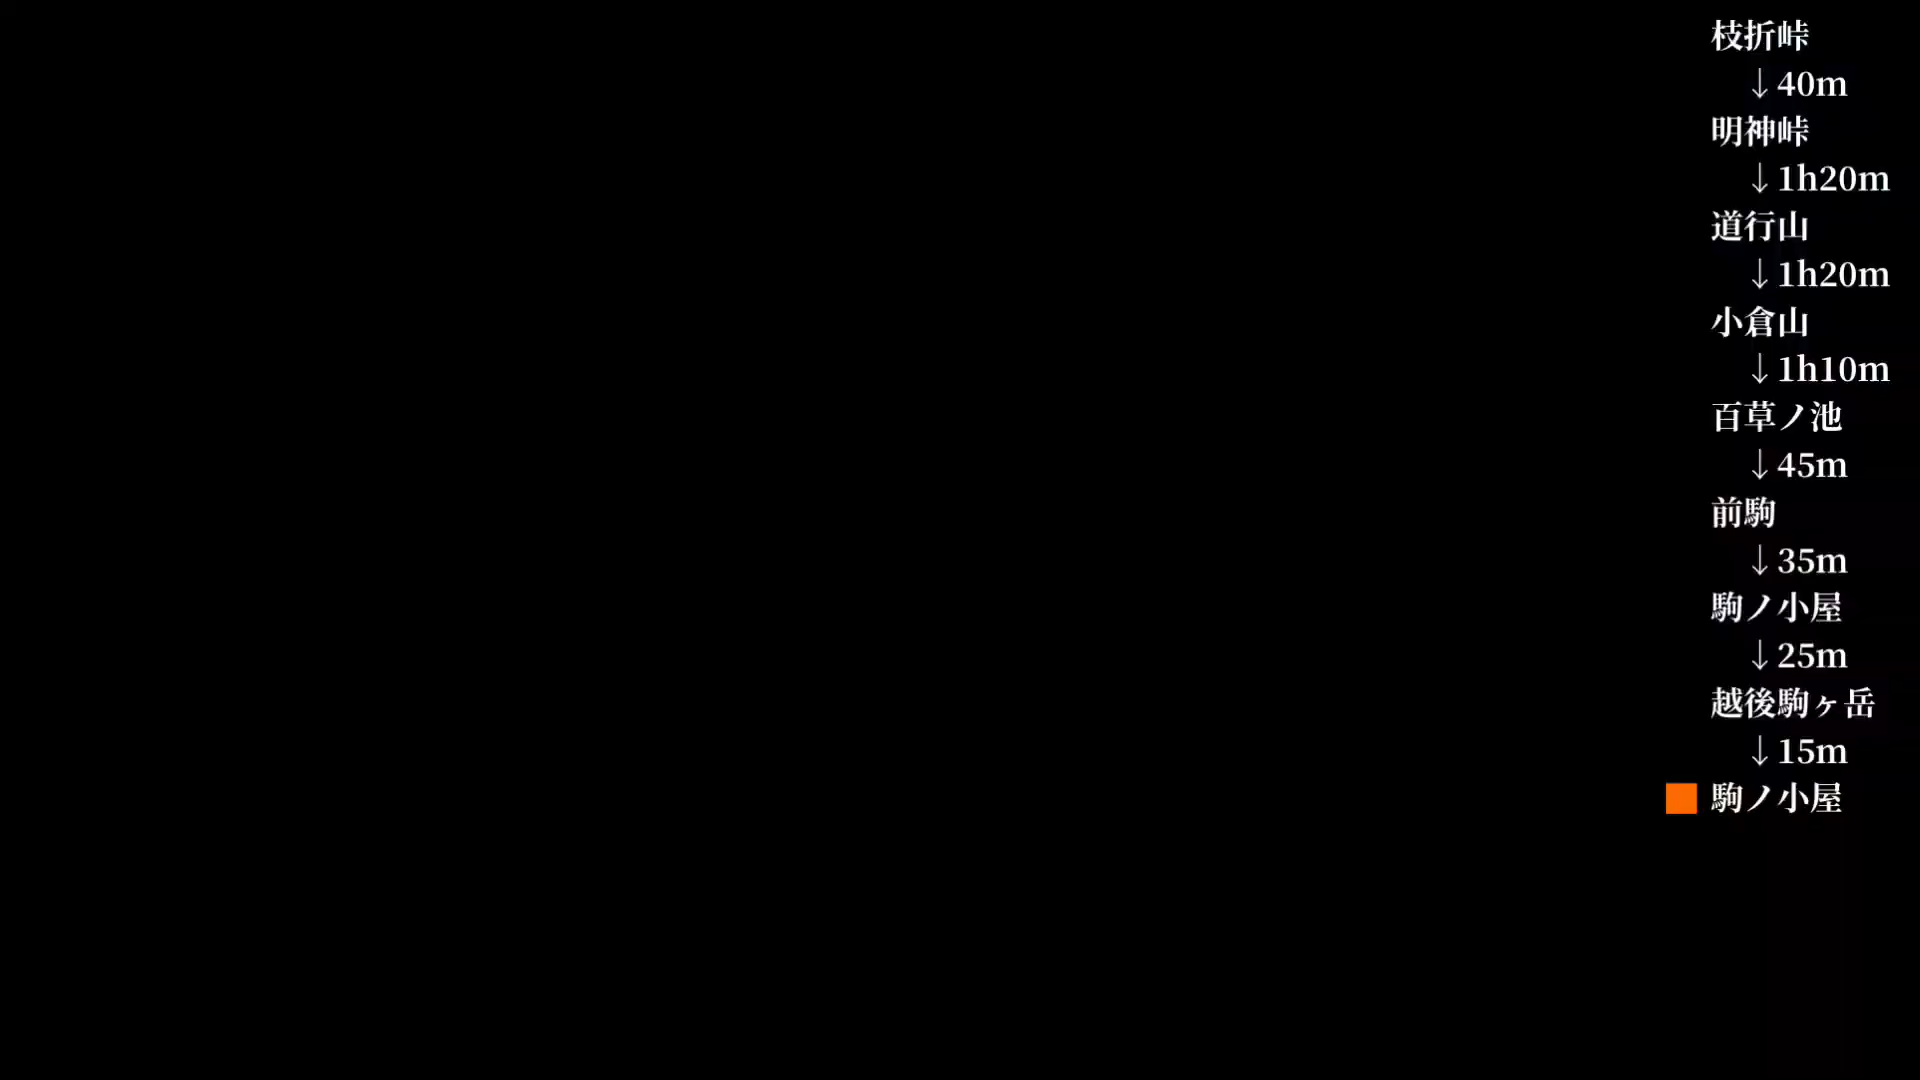 枝折峠
↓40m
明神峠
↓1h20m
道行山
↓1h20m
小倉山
↓1h10m
百草ノ池
↓45m
前駒
↓35m
駒ノ小屋
↓25m
越後駒ヶ岳
↓15m
駒ノ小屋